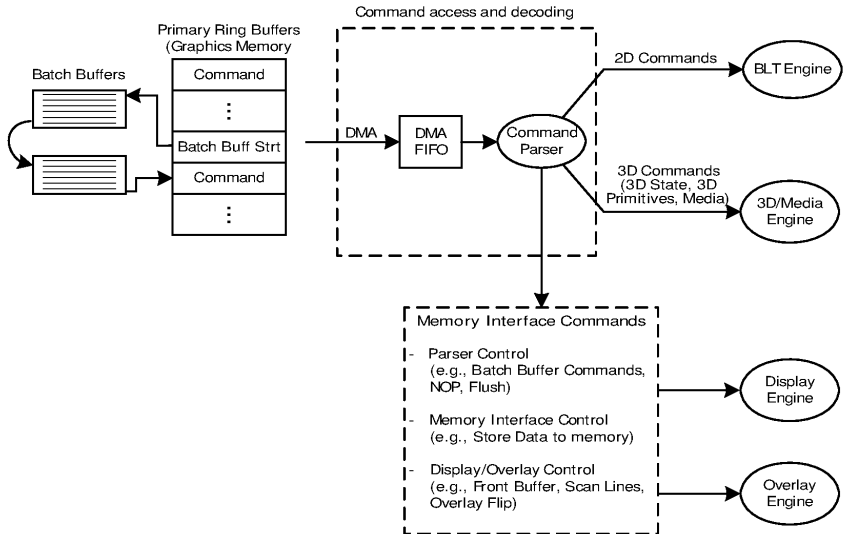 Command access and decoding
Primary Ring Buffers
(Graphics Memory
Batch Buffers
Command
⋮
Batch Buff Strt
Command
⋮
DMA
DMA
FIFO
Command
Parser
2D Commands
BLT Engine
3D Commands
(3D State, 3D
Primitives, Media)
3D/Media
Engine
Memory Interface Commands
- Parser Control
(e.g., Batch Buffer Commands,
NOP, Flush)
- Memory Interface Control
(e.g., Store Data to memory)
- Display/Overlay Control
(e.g., Front Buffer, Scan Lines,
Overlay Flip)
Display
Engine
Overlay
Engine